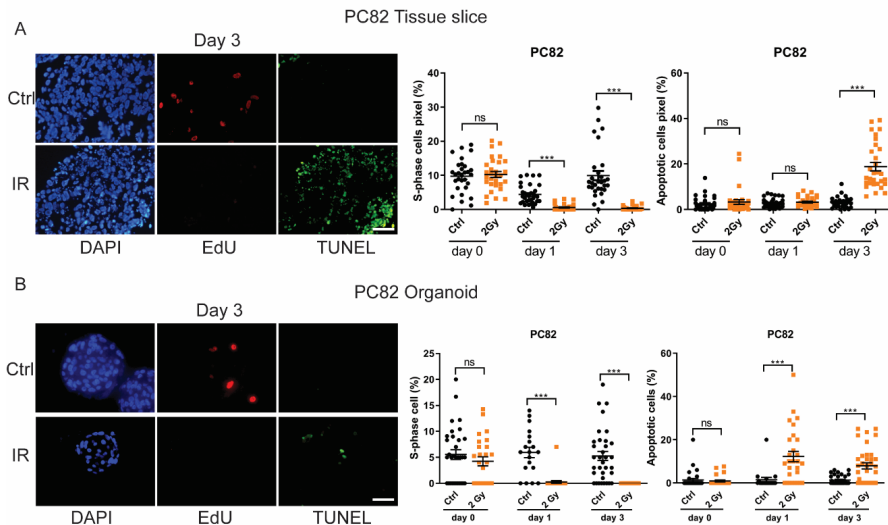 PC82 Tissue slice
A
Day 3
Ctrl
IR
DAPI EdU TUNEL
PC82
S-phase cells pixel (%)
40
30
20
10
0
ns
***
***
Ctrl 2Gy Ctrl 2Gy Ctrl 2Gy
day 0 day 1 day 3
PC82
Apoptotic cells pixel (%)
60
40
20
0
ns
ns
***
Ctrl 2Gy Ctrl 2Gy Ctrl 2Gy
day 0 day 1 day 3
B
PC82 Organoid
Day 3
Ctrl
IR
DAPI EdU TUNEL
PC82
S-phase cell (%)
25
20
15
10
5
0
ns
***
***
Ctrl 2 Gy Ctrl 2 Gy Ctrl 2 Gy
day 0 day 1 day 3
PC82
Apoptotic cells (%)
60
40
20
0
ns
***
***
Ctrl 2 Gy Ctrl 2 Gy Ctrl 2 Gy
day 0 day 1 day 3